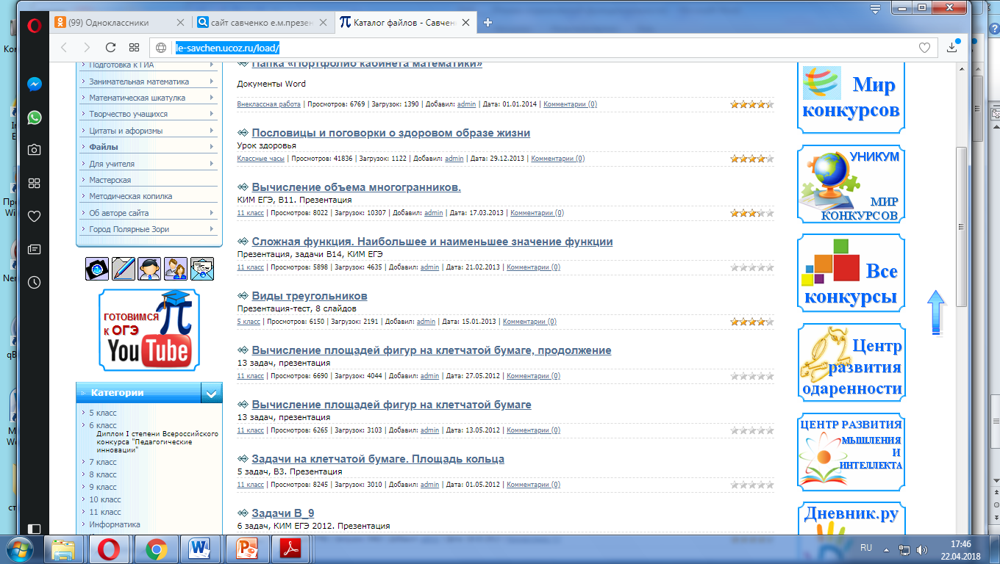 (99) Одноклассники
сайт савченко е.м.презен
Каталог файлов - Савчен
le-savchen.ucoz.ru/load/
Подготовка к ГИА
Занимательная математика
Математическая шкатулка
Творчество учащихся
Цитаты и афоризмы
Файлы
Для учителя
Мастерская
Методическая копилка
Об авторе сайта
Город Полярные Зори
ГОТОВИМСЯ
к ОГЭ
π
YouTube
Категории
5 класс
6 класс
Диплом I степени Всероссийского
конкурса "Педагогические
инновации"
7 класс
8 класс
9 класс
10 класс
11 класс
Информатика
Папка «Портфолио кабинета математики»
Документы Word
Внеклассная работа | Просмотров: 6769 | Загрузок: 1390 | Добавил: admin | Дата: 01.01.2014 | Комментарии (0)
Пословицы и поговорки о здоровом образе жизни
Урок здоровья
Классные часы | Просмотров: 41836 | Загрузок: 1122 | Добавил: admin | Дата: 29.12.2013 | Комментарии (0)
Вычисление объема многогранников.
КИМ ЕГЭ, В11. Презентация
11 класс | Просмотров: 8022 | Загрузок: 10307 | Добавил: admin | Дата: 17.03.2013 | Комментарии (0)
Сложная функция. Наибольшее и наименьшее значение функции
Презентация, задачи В14, КИМ ЕГЭ
11 класс | Просмотров: 5898 | Загрузок: 4635 | Добавил: admin | Дата: 21.02.2013 | Комментарии (0)
Виды треугольников
Презентация-тест, 8 слайдов
5 класс | Просмотров: 6150 | Загрузок: 2191 | Добавил: admin | Дата: 15.01.2013 | Комментарии (0)
Вычисление площадей фигур на клетчатой бумаге, продолжение
13 задач, презентация
11 класс | Просмотров: 6690 | Загрузок: 4044 | Добавил: admin | Дата: 27.05.2012 | Комментарии (0)
Вычисление площадей фигур на клетчатой бумаге
13 задач, презентация
11 класс | Просмотров: 6265 | Загрузок: 3103 | Добавил: admin | Дата: 13.05.2012 | Комментарии (0)
Задачи на клетчатой бумаге. Площадь кольца
5 задач, В3. Презентация
11 класс | Просмотров: 8245 | Загрузок: 3010 | Добавил: admin | Дата: 01.05.2012 | Комментарии (0)
Задачи В_9
6 задач, КИМ ЕГЭ 2012. Презентация
Мир
конкурсов
УНИКУМ
МИР
КОНКУРСОВ
Все
конкурсы
Центр
развития
одаренности
ЦЕНТР РАЗВИТИЯ
МЫШЛЕНИЯ
И
ИНТЕЛЛЕКТА
Дневник.ру
RU
17:46
22.04.2018